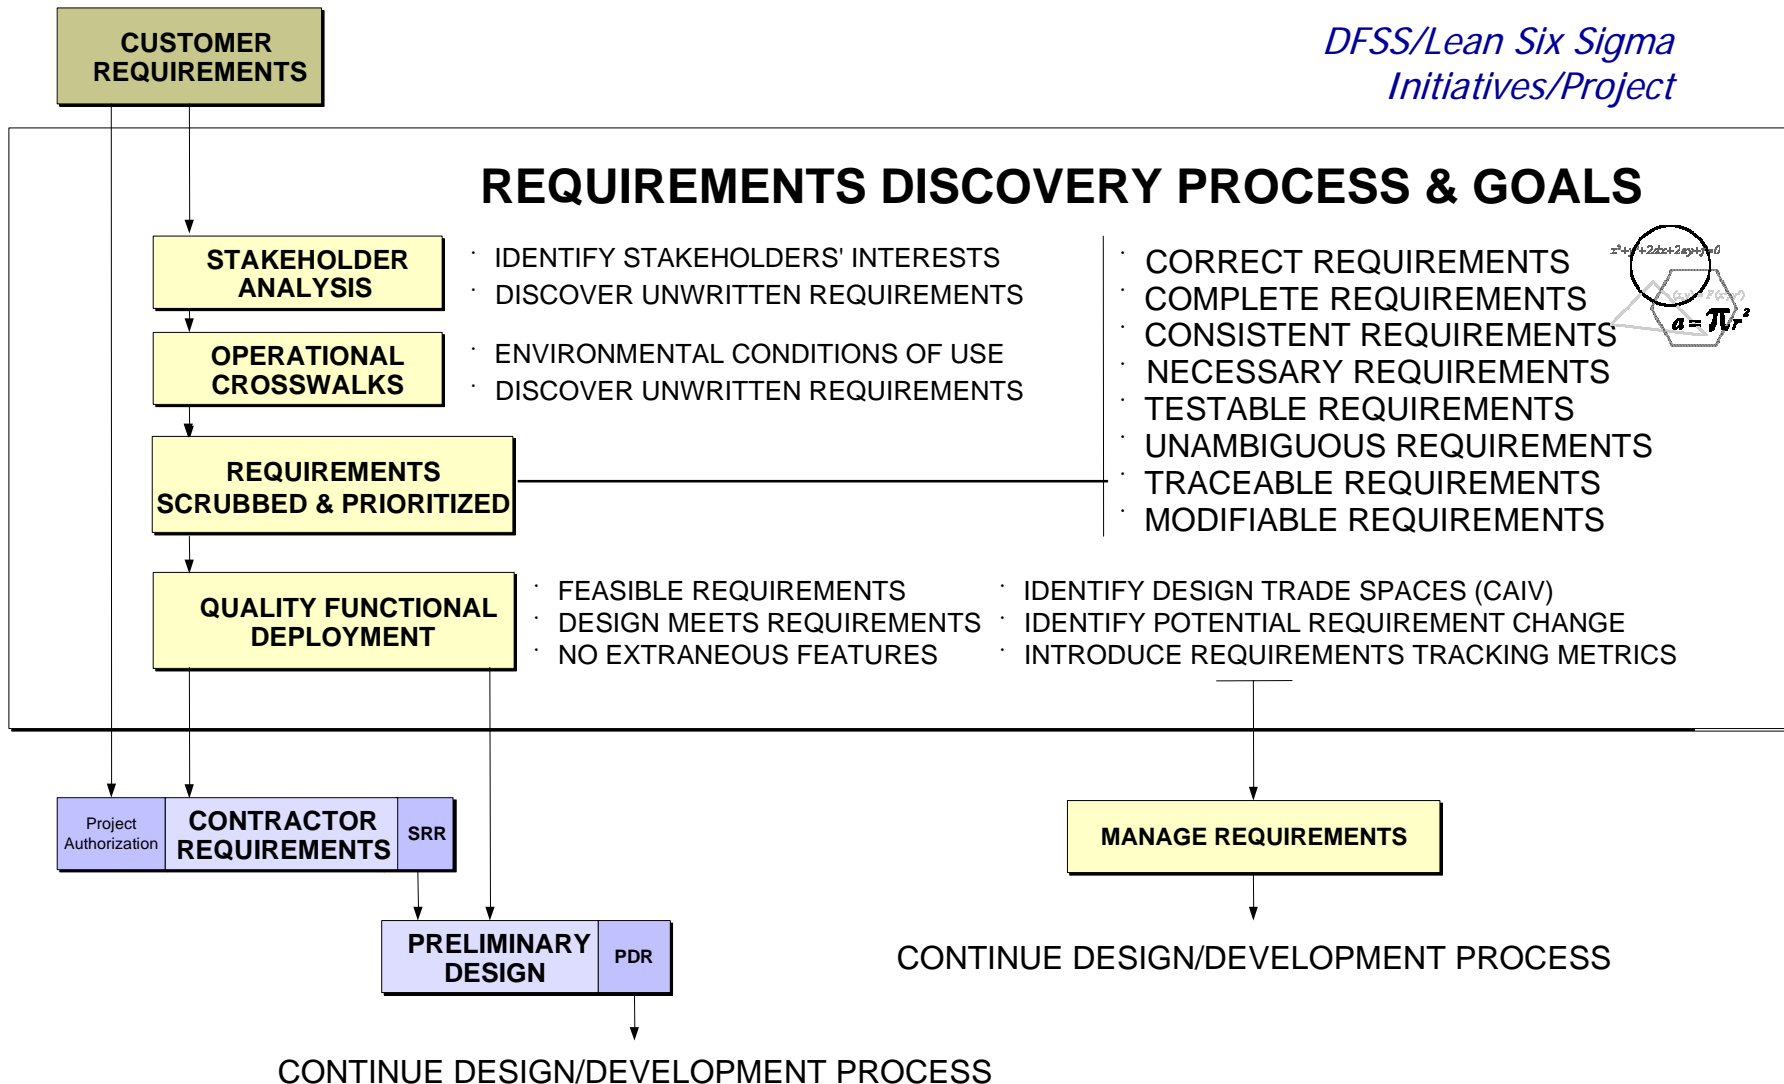 CUSTOMER
REQUIREMENTS
DFSS/Lean Six Sigma
Initiatives/Project
REQUIREMENTS DISCOVERY PROCESS & GOALS
STAKEHOLDER
ANALYSIS
· IDENTIFY STAKEHOLDERS' INTERESTS
· DISCOVER UNWRITTEN REQUIREMENTS
OPERATIONAL
CROSSWALKS
· ENVIRONMENTAL CONDITIONS OF USE
· DISCOVER UNWRITTEN REQUIREMENTS
REQUIREMENTS
SCRUBBED & PRIORITIZED
· CORRECT REQUIREMENTS
· COMPLETE REQUIREMENTS
· CONSISTENT REQUIREMENTS
· NECESSARY REQUIREMENTS
· TESTABLE REQUIREMENTS
· UNAMBIGUOUS REQUIREMENTS
· TRACEABLE REQUIREMENTS
· MODIFIABLE REQUIREMENTS
a = πr²
QUALITY FUNCTIONAL
DEPLOYMENT
· FEASIBLE REQUIREMENTS
· DESIGN MEETS REQUIREMENTS
· NO EXTRANEOUS FEATURES
· IDENTIFY DESIGN TRADE SPACES (CAIV)
· IDENTIFY POTENTIAL REQUIREMENT CHANGE
· INTRODUCE REQUIREMENTS TRACKING METRICS
Project
Authorization
CONTRACTOR
REQUIREMENTS
SRR
MANAGE REQUIREMENTS
PRELIMINARY
DESIGN
PDR
CONTINUE DESIGN/DEVELOPMENT PROCESS
CONTINUE DESIGN/DEVELOPMENT PROCESS